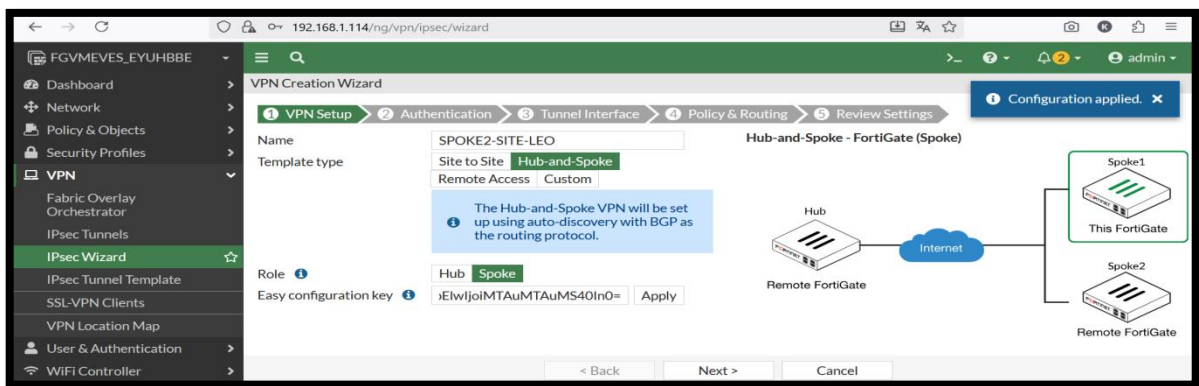 192.168.1.114/ng/vpn/ipsec/wizard
K
FGVMEVES_EYUHBBE
2
admin
Dashboard
Network
Policy & Objects
Security Profiles
VPN
Fabric Overlay
Orchestrator
IPsec Tunnels
IPsec Wizard
IPsec Tunnel Template
SSL-VPN Clients
VPN Location Map
User & Authentication
WiFi Controller
VPN Creation Wizard
Configuration applied.
1 VPN Setup 2 Authentication 3 Tunnel Interface 4 Policy & Routing 5 Review Settings
Name SPOKE2-SITE-LEO
Template type Site to Site Hub-and-Spoke
Remote Access Custom
The Hub-and-Spoke VPN will be set
up using auto-discovery with BGP as
the routing protocol.
Role Hub Spoke
Easy configuration key Apply
Hub-and-Spoke - FortiGate (Spoke)
Spoke1
This FortiGate
Hub
Internet
Remote FortiGate
Spoke2
Remote FortiGate
< Back Next > Cancel